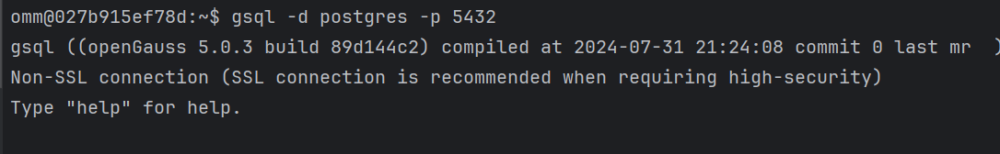 omm@027b915ef78d:~$ gsql -d postgres -p 5432
gsql ((openGauss 5.0.3 build 89d144c2) compiled at 2024-07-31 21:24:08 commit 0 last mr  )
Non-SSL connection (SSL connection is recommended when requiring high-security)
Type "help" for help.